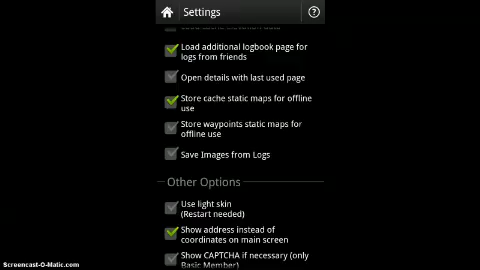 Settings
Load additional logbook page for
logs from friends
Open details with last used page
Store cache static maps for offline
use
Store waypoints static maps for
offline use
Save Images from Logs
Other Options
Use light skin
(Restart needed)
Show address instead of
coordinates on main screen
Show CAPTCHA if necessary (only
Basic Member)
Screencast-O-Matic.com